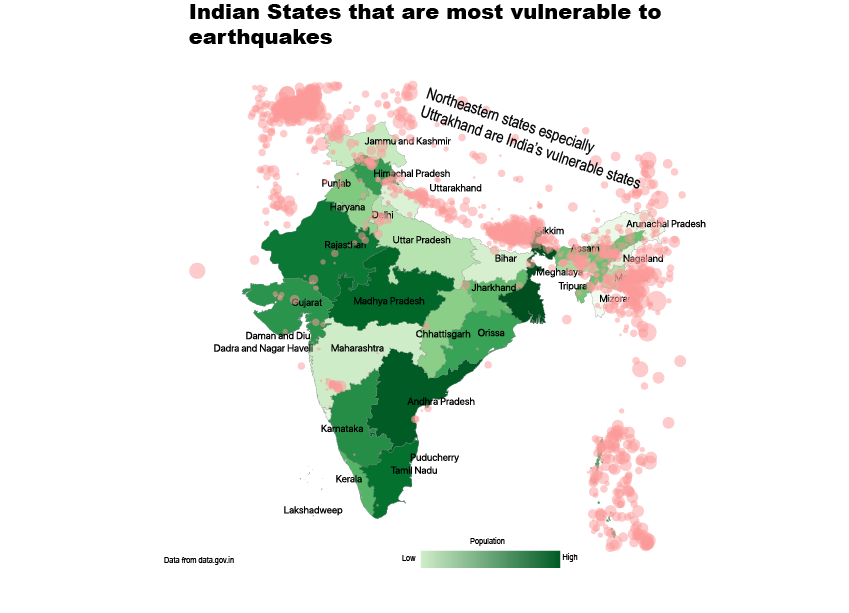 Indian States that are most vulnerable to
earthquakes
Northeastern states especially
Uttrakhand are India's vulnerable states
Jammu and Kashmir
Himachal Pradesh
Punjab
Uttarakhand
Haryana
Delhi
Arunachal Pradesh
Sikkim
Rajasthan
Uttar Pradesh
Assam
Bihar
Nagaland
Meghalaya
Jharkhand
Tripura
Gujarat
Madhya Pradesh
Mizoram
Daman and Diu
Chhattisgarh
Orissa
Dadra and Nagar Haveli
Maharashtra
Andhra Pradesh
Karnataka
Puducherry
Tamil Nadu
Kerala
Lakshadweep
Population
Low
High
Data from data.gov.in